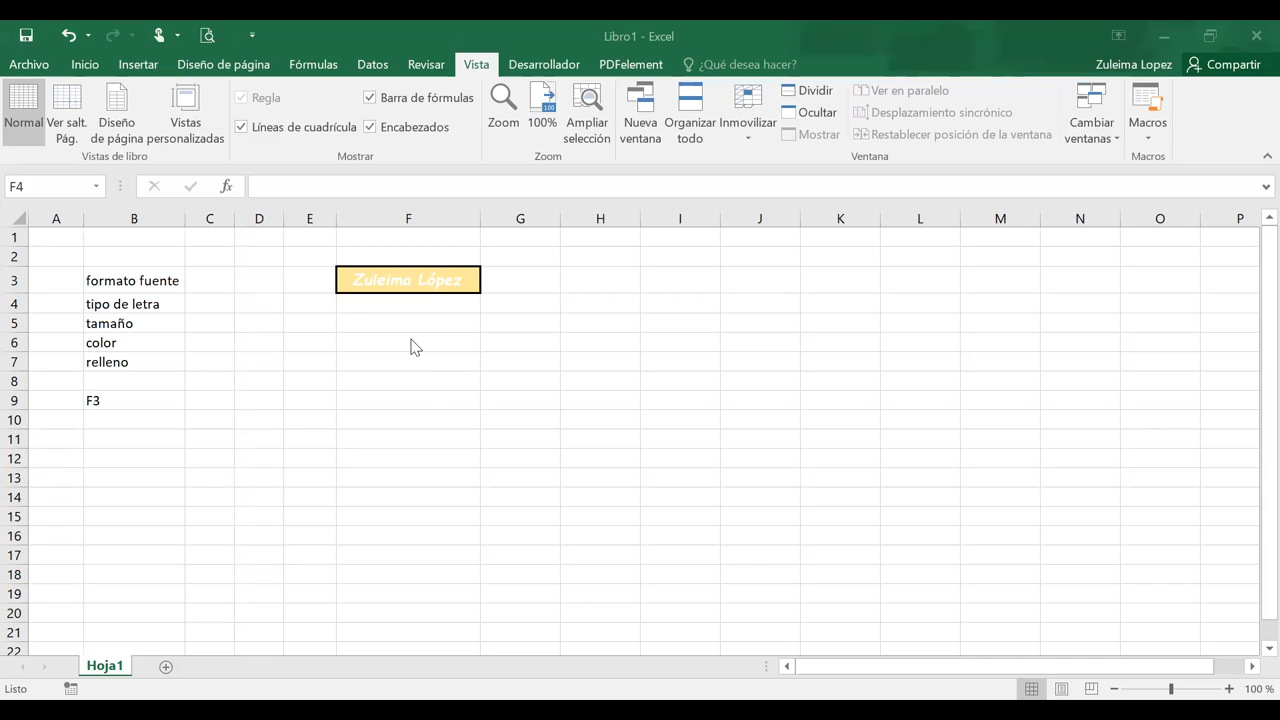 Libro1 - Excel
Archivo Inicio Insertar Diseño de página Fórmulas Datos Revisar Vista Desarrollador PDFelement ¿Qué desea hacer? Zuleima Lopez Compartir
Normal Ver salt. Pág. Diseño de página Vistas personalizadas
Vistas de libro
Regla Barra de fórmulas
Líneas de cuadrícula Encabezados
Mostrar
Zoom 100% Ampliar selección
Zoom
Nueva ventana Organizar todo Inmovilizar
Dividir
Ocultar
Mostrar
Ver en paralelo
Desplazamiento sincrónico
Restablecer posición de la ventana
Ventana
Cambiar ventanas
Macros
Macros
F4 fx
A B C D E F G H I J K L M N O P
1
2
3 formato fuente Zuleima López
4 tipo de letra
5 tamaño
6 color
7 relleno
8
9 F3
10
11
12
13
14
15
16
17
18
19
20
21
22
Hoja1
Listo 100 %